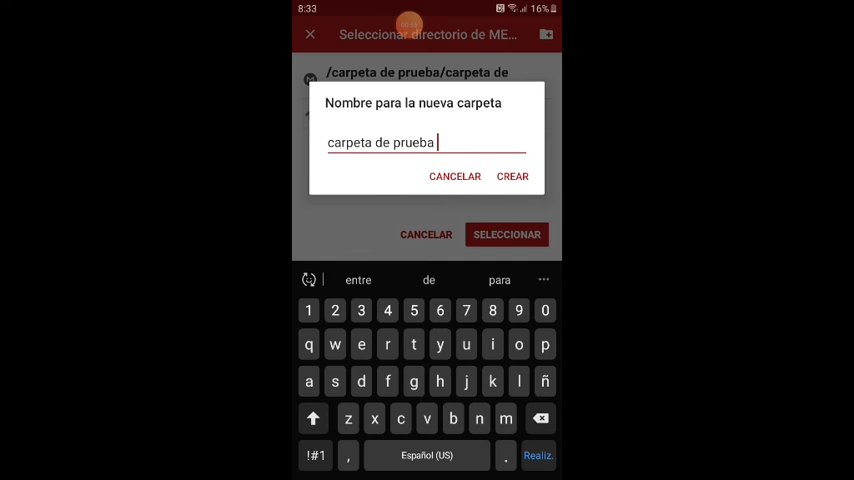 8:33
16%
Seleccionar directorio de ME...
/carpeta de prueba/carpeta de
Nombre para la nueva carpeta
carpeta de prueba
CANCELAR CREAR
CANCELAR SELECCIONAR
entre de para ...
1 2 3 4 5 6 7 8 9 0
q w e r t y u i o p
a s d f g h j k l ñ
z x c v b n m
!#1 , Español (US) . Realiz.